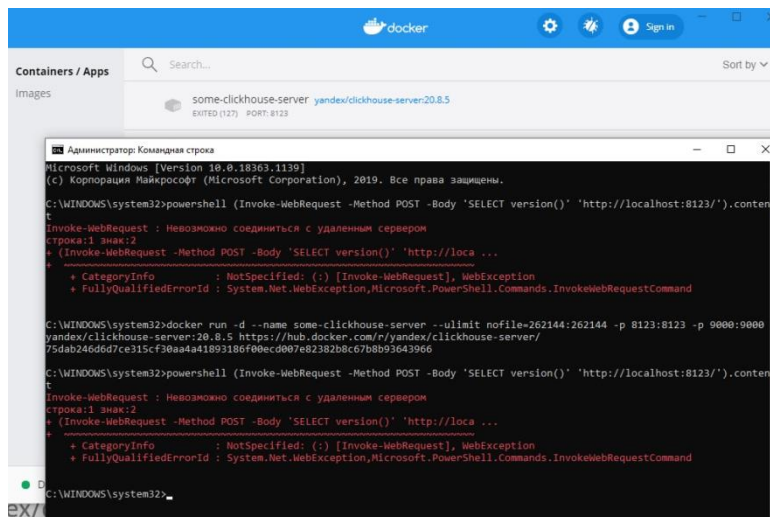 docker
Sign in
Containers / Apps
Search...
Sort by
Images
some-clickhouse-server yandex/clickhouse-server:20.8.5
EXITED (127) PORT: 8123
Администратор: Командная строка
Microsoft Windows [Version 10.0.18363.1139]
(c) Корпорация Майкрософт (Microsoft Corporation), 2019. Все права защищены.
C:\WINDOWS\system32>powershell (Invoke-WebRequest -Method POST -Body 'SELECT version()' 'http://localhost:8123/').conten
t
Invoke-WebRequest : Невозможно соединиться с удаленным сервером
строка:1 знак:2
+ (Invoke-WebRequest -Method POST -Body 'SELECT version()' 'http://loca ...
+ ~~~~~~~~~~~~~~~~~~~~~~~~~~~~~~~~~~~~~~~~~~~~~~~~~~~~~~~~~~~~~~~~~~~~~
+ CategoryInfo : NotSpecified: (:) [Invoke-WebRequest], WebException
+ FullyQualifiedErrorId : System.Net.WebException,Microsoft.PowerShell.Commands.InvokeWebRequestCommand
C:\WINDOWS\system32>docker run -d --name some-clickhouse-server --ulimit nofile=262144:262144 -p 8123:8123 -p 9000:9000
yandex/clickhouse-server:20.8.5 https://hub.docker.com/r/yandex/clickhouse-server/
75dab246d6d7ce315cf30aa4a41893186f00ecd007e82382b8c67b8b93643966
C:\WINDOWS\system32>powershell (Invoke-WebRequest -Method POST -Body 'SELECT version()' 'http://localhost:8123/').conten
t
Invoke-WebRequest : Невозможно соединиться с удаленным сервером
строка:1 знак:2
+ (Invoke-WebRequest -Method POST -Body 'SELECT version()' 'http://loca ...
+ ~~~~~~~~~~~~~~~~~~~~~~~~~~~~~~~~~~~~~~~~~~~~~~~~~~~~~~~~~~~~~~~~~~~~~
+ CategoryInfo : NotSpecified: (:) [Invoke-WebRequest], WebException
+ FullyQualifiedErrorId : System.Net.WebException,Microsoft.PowerShell.Commands.InvokeWebRequestCommand
C:\WINDOWS\system32>